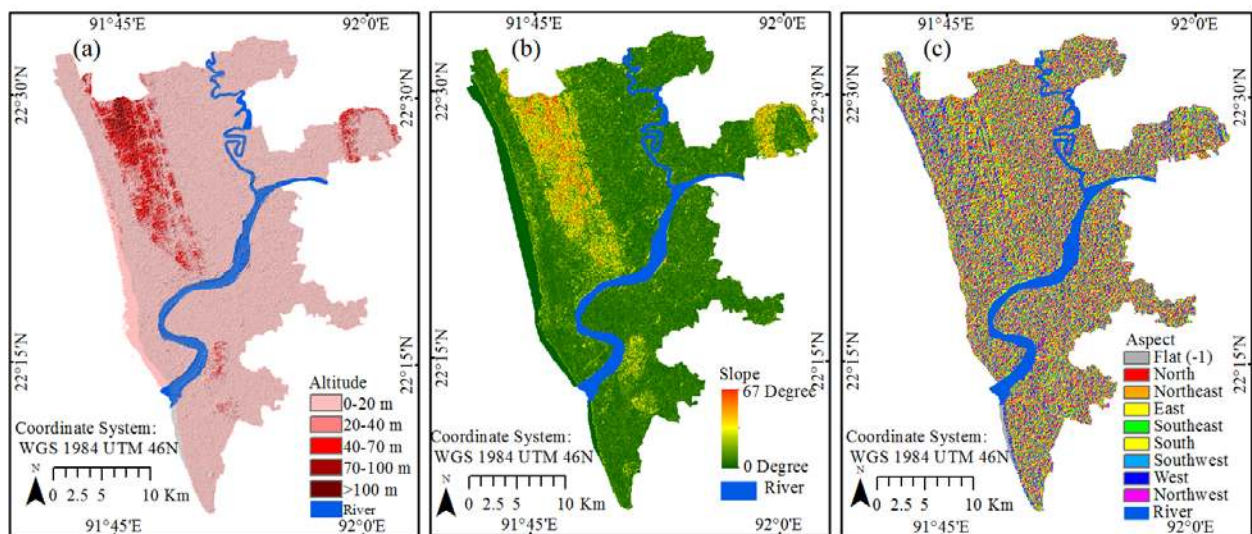 91°45'E
92°0'E
(a)
22°30'N
22°30'N
22°15'N
22°15'N
Altitude
0-20 m
20-40 m
40-70 m
70-100 m
>100 m
River
Coordinate System:
WGS 1984 UTM 46N
N
0 2.5 5 10 Km
91°45'E
92°0'E
91°45'E
92°0'E
(b)
22°30'N
22°30'N
22°15'N
22°15'N
Slope
67 Degree
0 Degree
River
Coordinate System:
WGS 1984 UTM 46N
N
0 2.5 5 10 Km
91°45'E
92°0'E
91°45'E
92°0'E
(c)
22°30'N
22°30'N
22°15'N
22°15'N
Aspect
Flat (-1)
North
Northeast
East
Southeast
South
Southwest
West
Northwest
River
Coordinate System:
WGS 1984 UTM 46N
N
0 2.5 5 10 Km
91°45'E
92°0'E